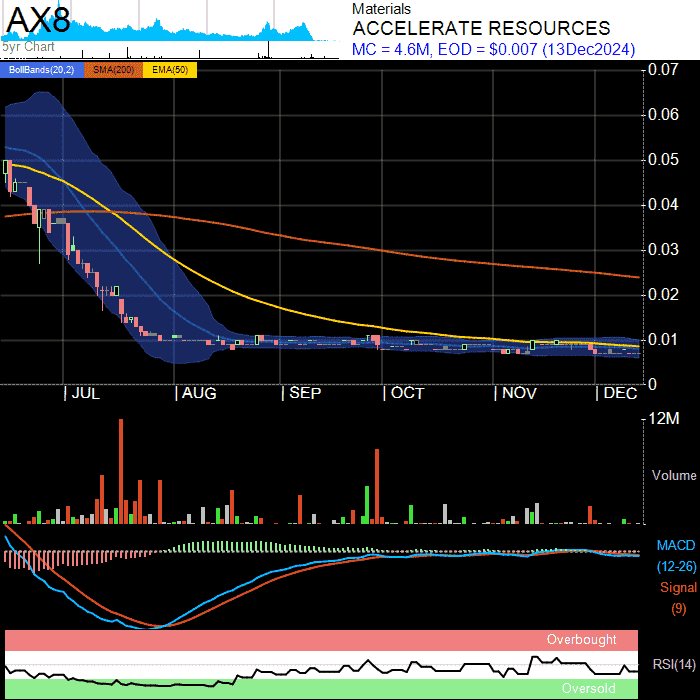 AX8
5yr Chart
Materials
ACCELERATE RESOURCES
MC = 4.6M, EOD = $0.007 (13Dec2024)
BollBands(20,2) SMA(200) EMA(50)
0.07
0.06
0.05
0.04
0.03
0.02
0.01
0
JUL AUG SEP OCT NOV DEC
12M
Volume
MACD
(12-26)
Signal
(9)
Overbought
RSI(14)
Oversold